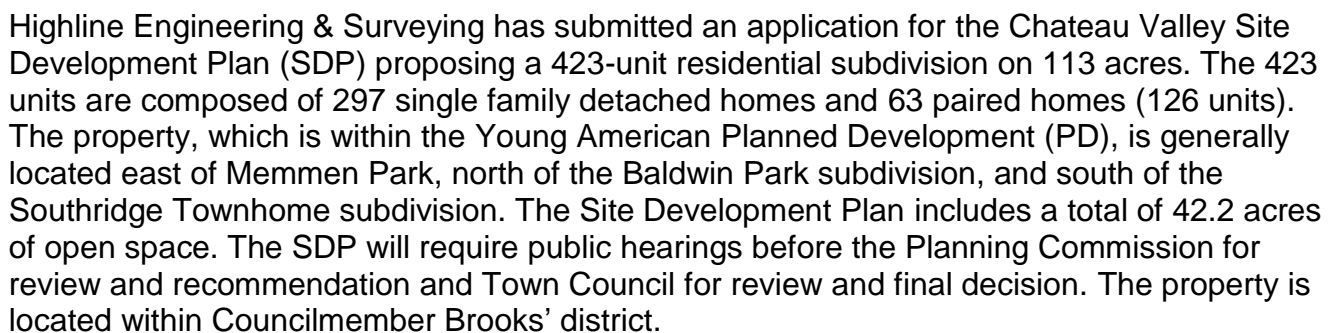 Highline Engineering & Surveying has submitted an application for the Chateau Valley Site
Development Plan (SDP) proposing a 423-unit residential subdivision on 113 acres. The 423
units are composed of 297 single family detached homes and 63 paired homes (126 units).
The property, which is within the Young American Planned Development (PD), is generally
located east of Memmen Park, north of the Baldwin Park subdivision, and south of the
Southridge Townhome subdivision. The Site Development Plan includes a total of 42.2 acres
of open space. The SDP will require public hearings before the Planning Commission for
review and recommendation and Town Council for review and final decision. The property is
located within Councilmember Brooks’ district.